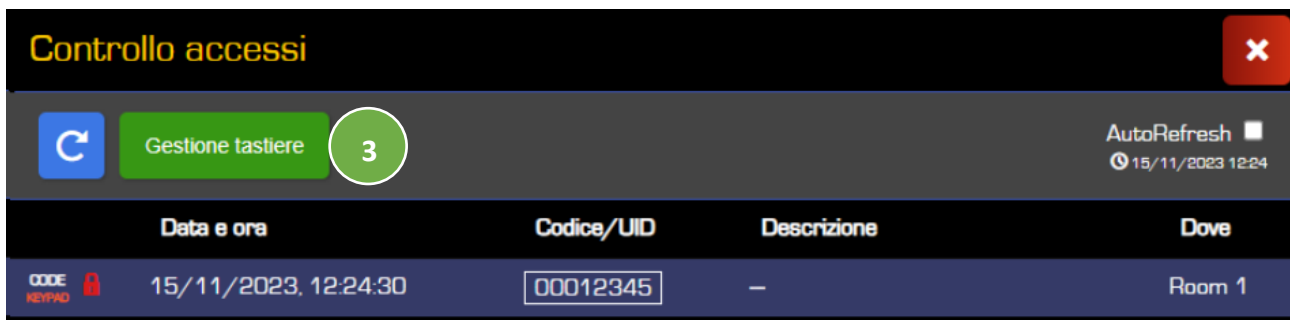 Controllo accessi
Gestione tastiere 3 AutoRefresh
15/11/2023 12:24
Data e ora Codice/UID Descrizione Dove
CODE
KEYPAD 15/11/2023, 12:24:30 00012345 – Room 1